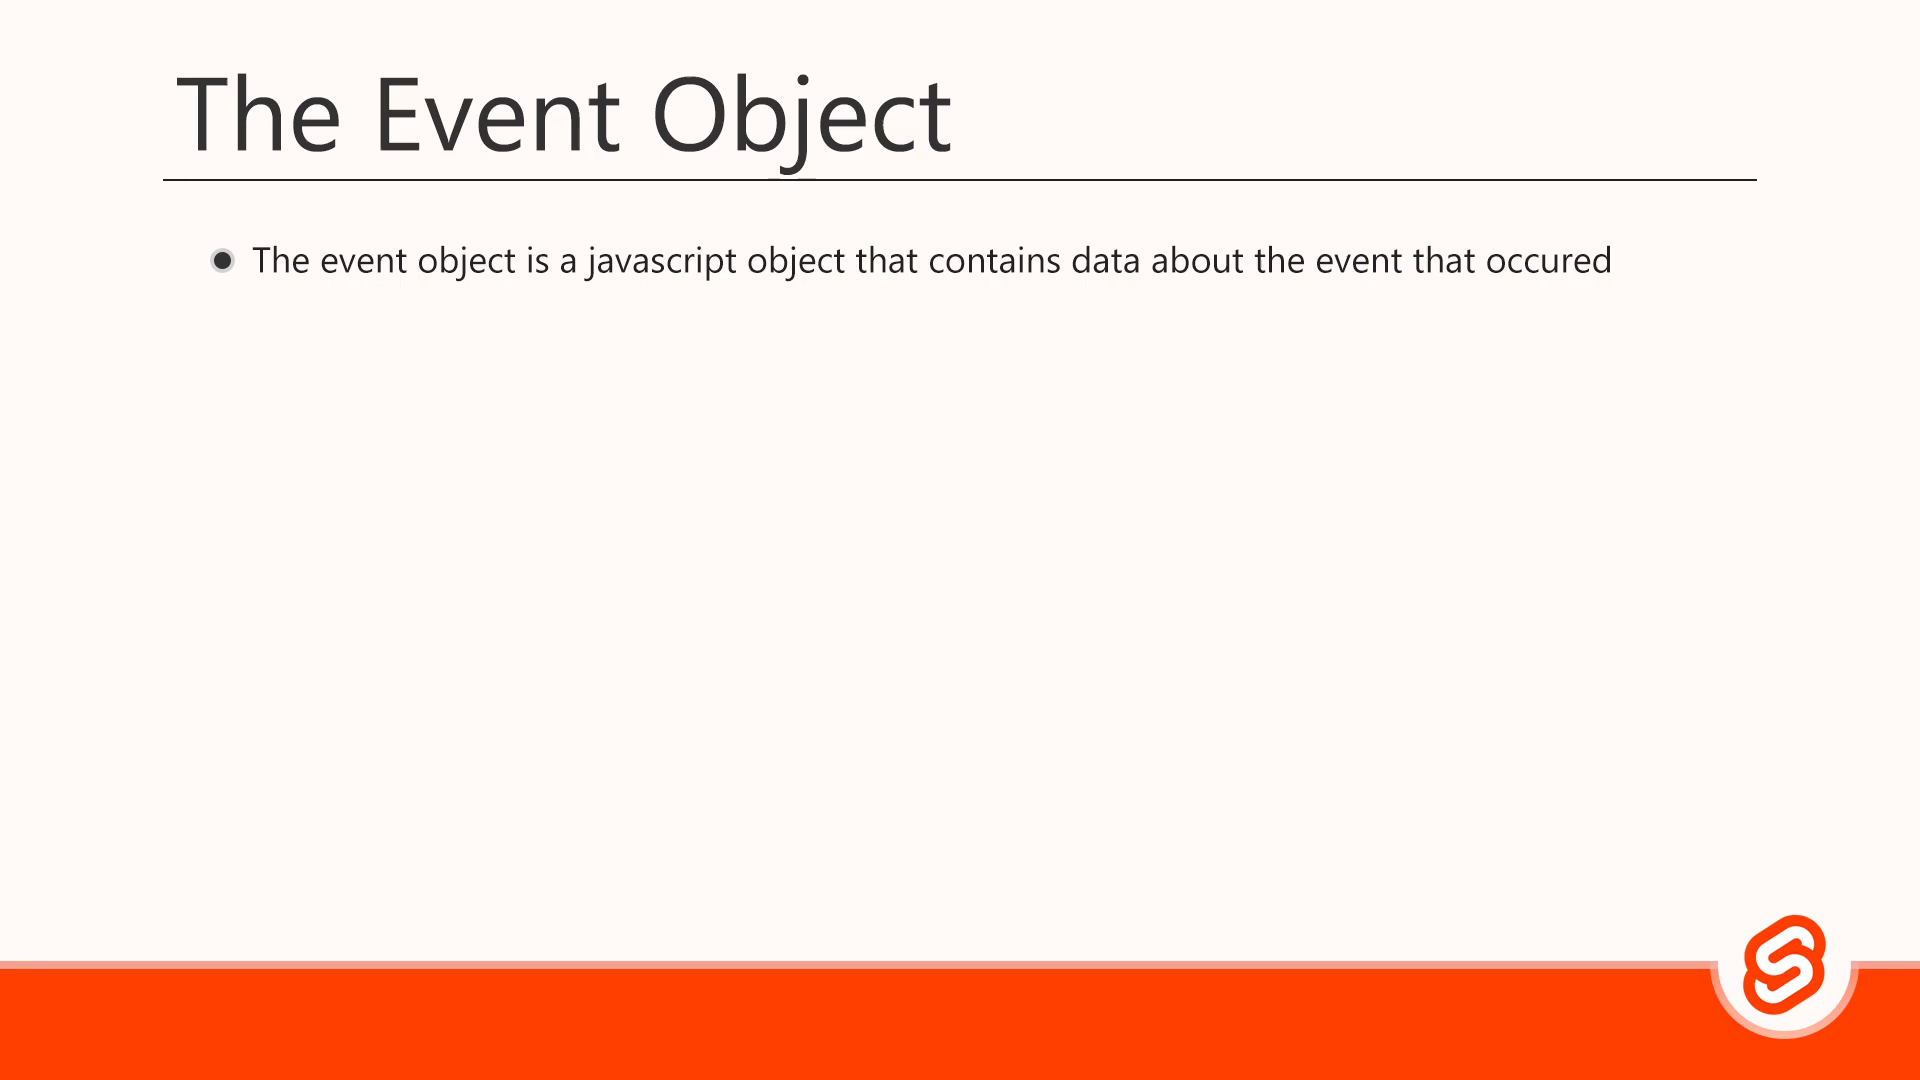 The Event Object
The event object is a javascript object that contains data about the event that occured